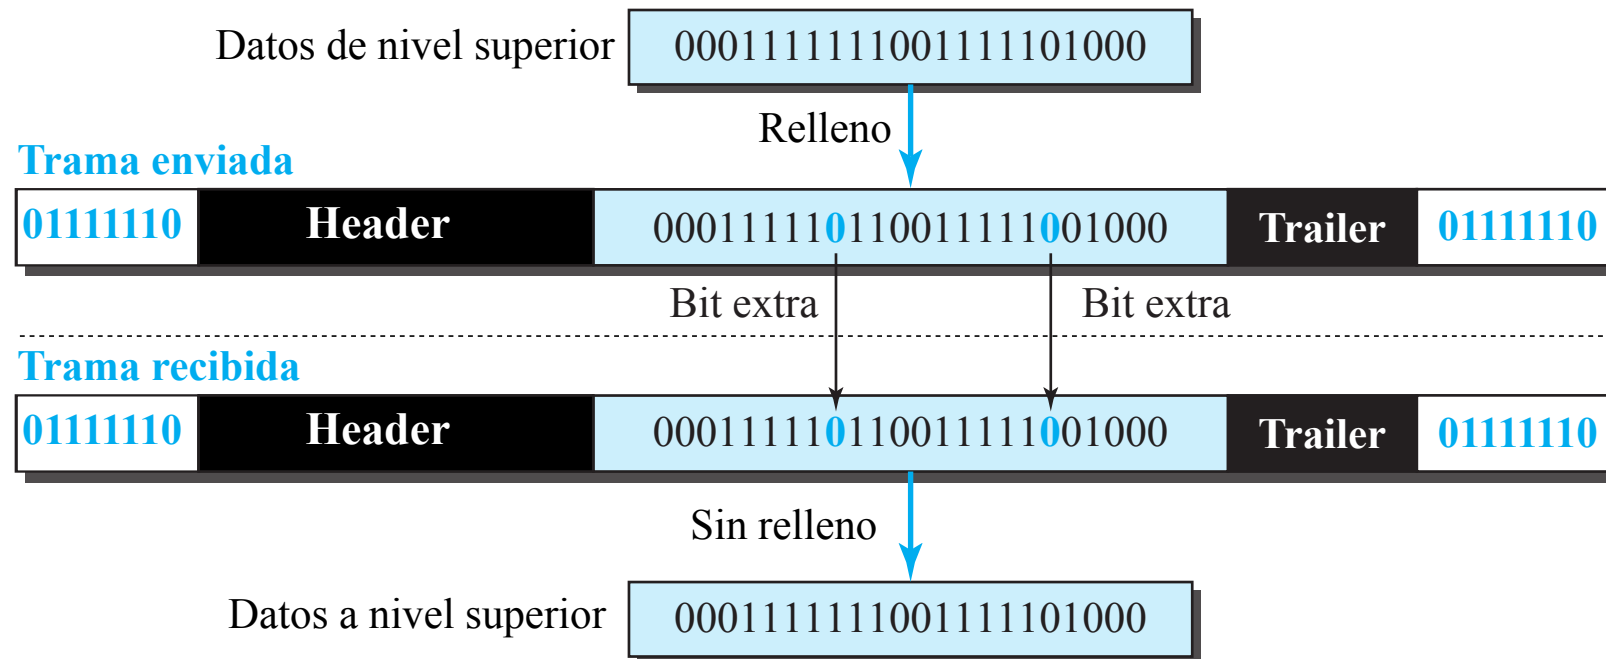 Datos de nivel superior 0001111111001111101000
Relleno
Trama enviada
01111110 Header 000111110110011111001000 Trailer 01111110
Bit extra Bit extra
Trama recibida
01111110 Header 000111110110011111001000 Trailer 01111110
Sin relleno
Datos a nivel superior 0001111111001111101000